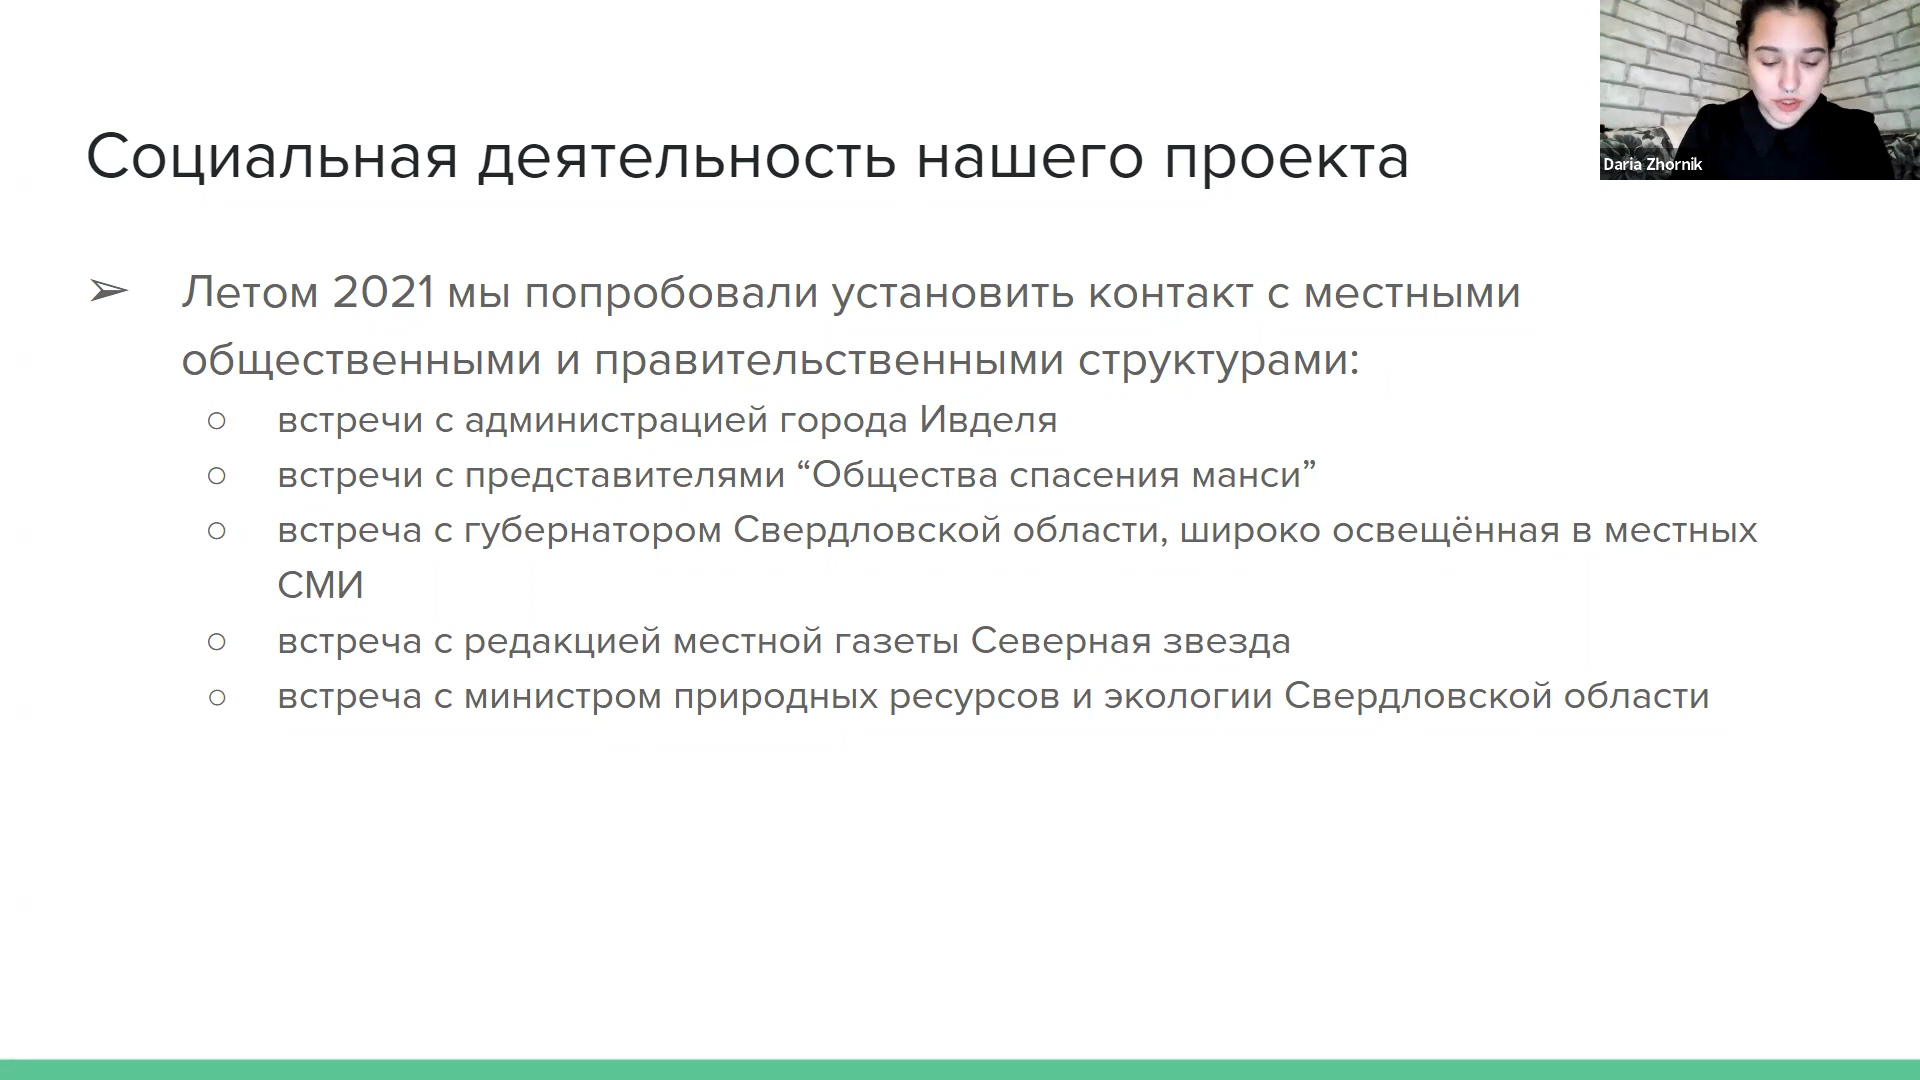 Социальная деятельность нашего проекта
Daria Zhornik
➢ Летом 2021 мы попробовали установить контакт с местными
общественными и правительственными структурами:
○ встречи с администрацией города Ивделя
○ встречи с представителями “Общества спасения манси”
○ встреча с губернатором Свердловской области, широко освещённая в местных
СМИ
○ встреча с редакцией местной газеты Северная звезда
○ встреча с министром природных ресурсов и экологии Свердловской области